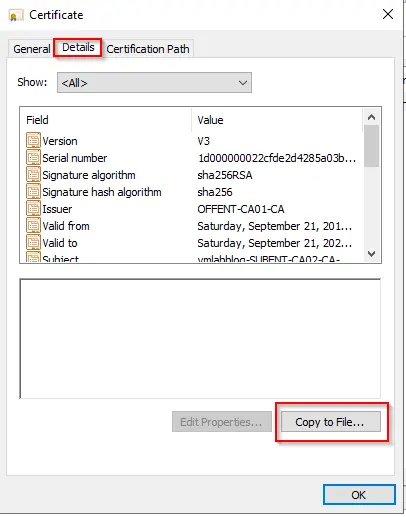 Certificate
General Details Certification Path
Show: <All>
Field Value
Version V3
Serial number 1d000000022cfde2d4285a03b...
Signature algorithm sha256RSA
Signature hash algorithm sha256
Issuer OFFENT-CA01-CA
Valid from Saturday, September 21, 201...
Valid to Saturday, September 21, 202...
Subject vmlabblog-SUBENT-CA02-CA
Edit Properties...
Copy to File...
OK